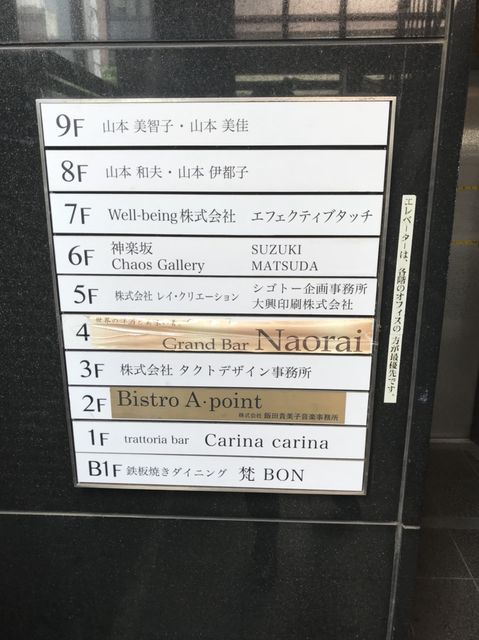 9F 山本 美智子・山本 美佳
8F 山本 和夫・山本 伊都子
7F Well-being 株式会社 エフェクティブタッチ
6F 神楽坂 SUZUKI
Chaos Gallery MATSUDA
5F 株式会社 レイ・クリエーション シゴトー企画事務所
大興印刷株式会社
4 Grand Bar Naorai
3F 株式会社 タクトデザイン事務所
2F Bistro A・point
株式会社 飯田貴美子音楽事務所
1F trattoria bar Carina carina
B1F 鉄板焼きダイニング 梵 BON
エレベーターは、各階のオフィスの方が最優先です。